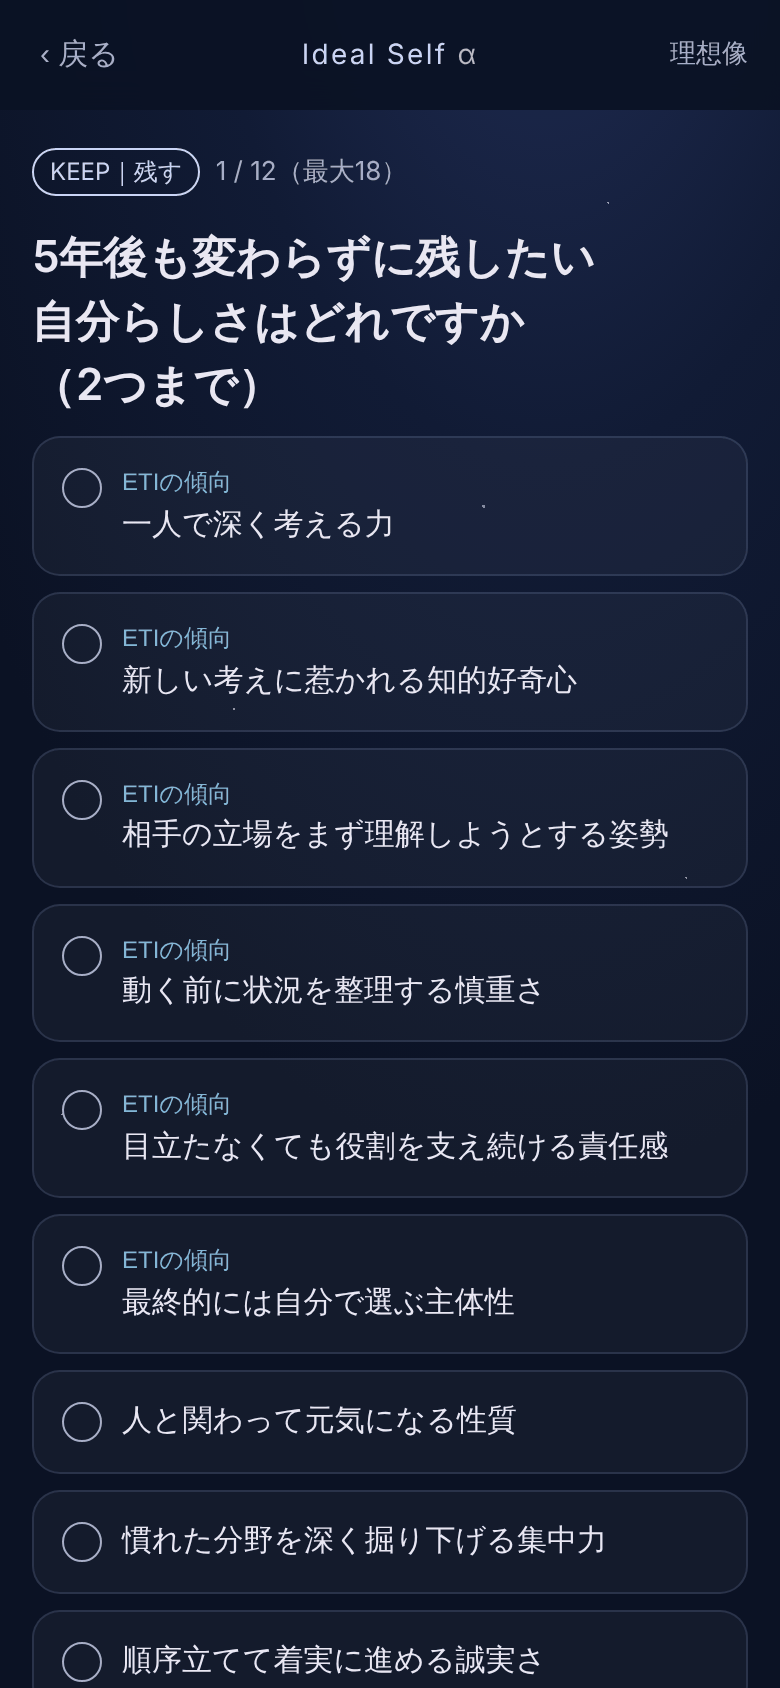 ‹ 戻る
Ideal Self α
理想像
KEEP｜残す
1 / 12（最大18）
5年後も変わらずに残したい
自分らしさはどれですか
（2つまで）
ETIの傾向
一人で深く考える力
ETIの傾向
新しい考えに惹かれる知的好奇心
ETIの傾向
相手の立場をまず理解しようとする姿勢
ETIの傾向
動く前に状況を整理する慎重さ
ETIの傾向
目立たなくても役割を支え続ける責任感
ETIの傾向
最終的には自分で選ぶ主体性
人と関わって元気になる性質
慣れた分野を深く掘り下げる集中力
順序立てて着実に進める誠実さ